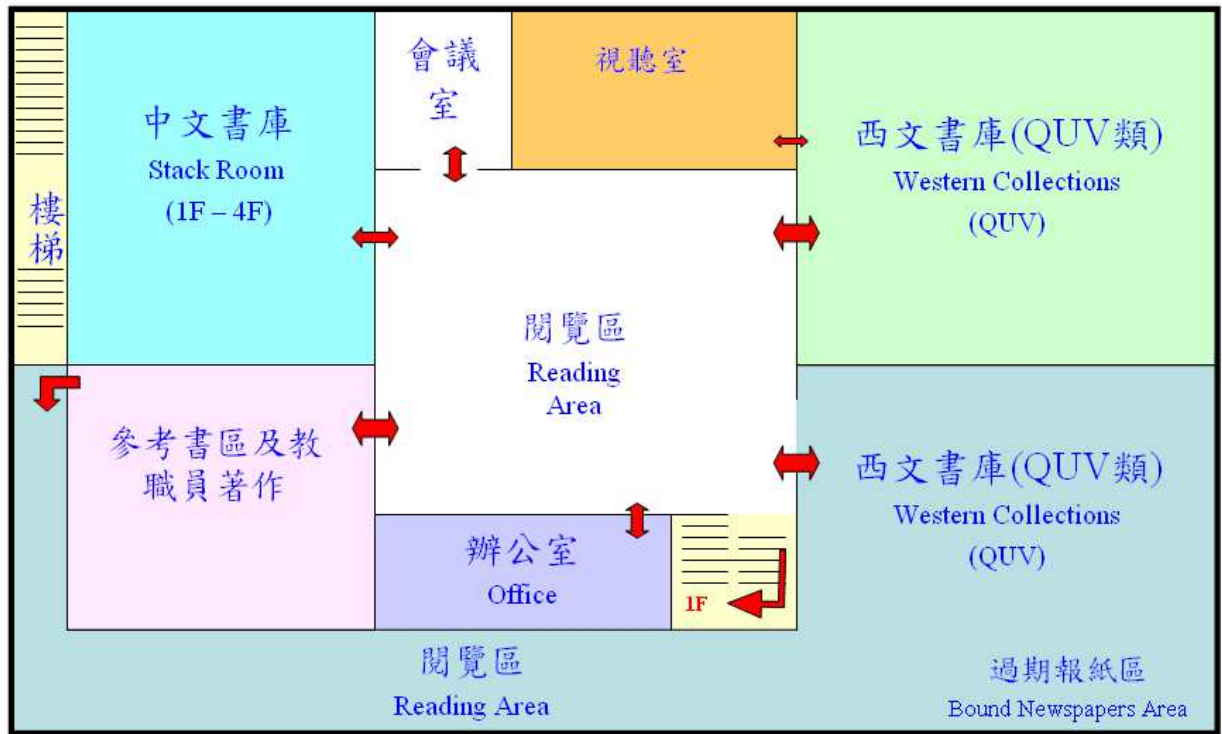 會議
室
視聽室
中文書庫
Stack Room
(1F – 4F)
西文書庫(QUV類)
Western Collections
(QUV)
樓
梯
閱覽區
Reading
Area
參考書區及教
職員著作
西文書庫(QUV類)
Western Collections
(QUV)
辦公室
Office
1F
閱覽區
Reading Area
過期報紙區
Bound Newspapers Area